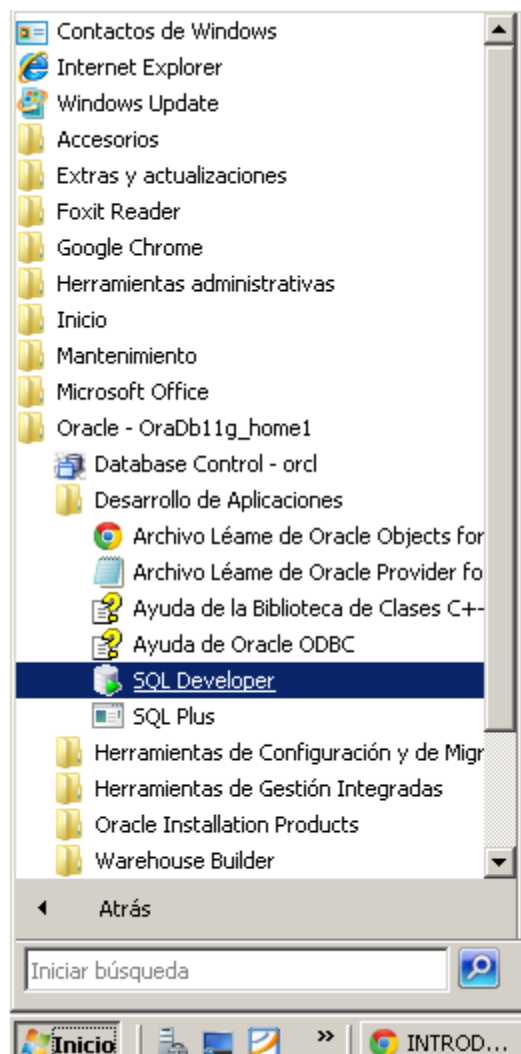 Contactos de Windows
Internet Explorer
Windows Update
Accesorios
Extras y actualizaciones
Foxit Reader
Google Chrome
Herramientas administrativas
Inicio
Mantenimiento
Microsoft Office
Oracle - OraDb11g_home1
Database Control - orcl
Desarrollo de Aplicaciones
Archivo Léame de Oracle Objects for
Archivo Léame de Oracle Provider fo
Ayuda de la Biblioteca de Clases C+-
Ayuda de Oracle ODBC
SQL Developer
SQL Plus
Herramientas de Configuración y de Migr
Herramientas de Gestión Integradas
Oracle Installation Products
Warehouse Builder
Atrás
Iniciar búsqueda
Inicio » INTROD...